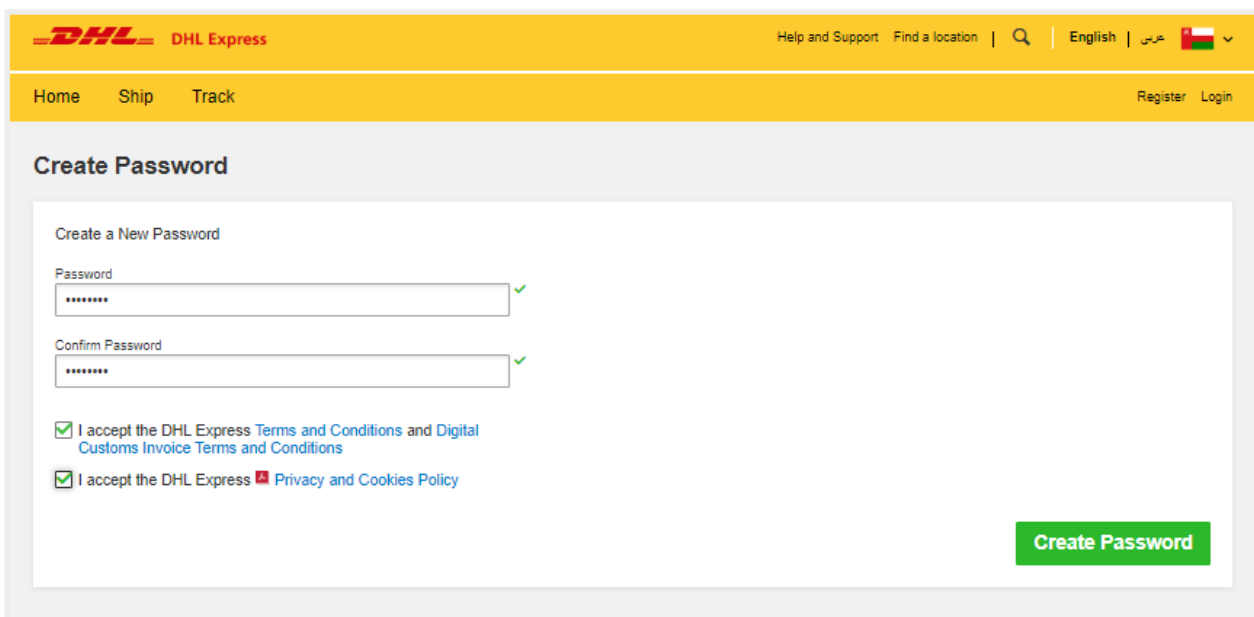 DHL DHL Express
Help and Support Find a location | English | عربي
Home Ship Track
Register Login
Create Password
Create a New Password
Password
••••••••
Confirm Password
••••••••
I accept the DHL Express Terms and Conditions and Digital
Customs Invoice Terms and Conditions
I accept the DHL Express Privacy and Cookies Policy
Create Password